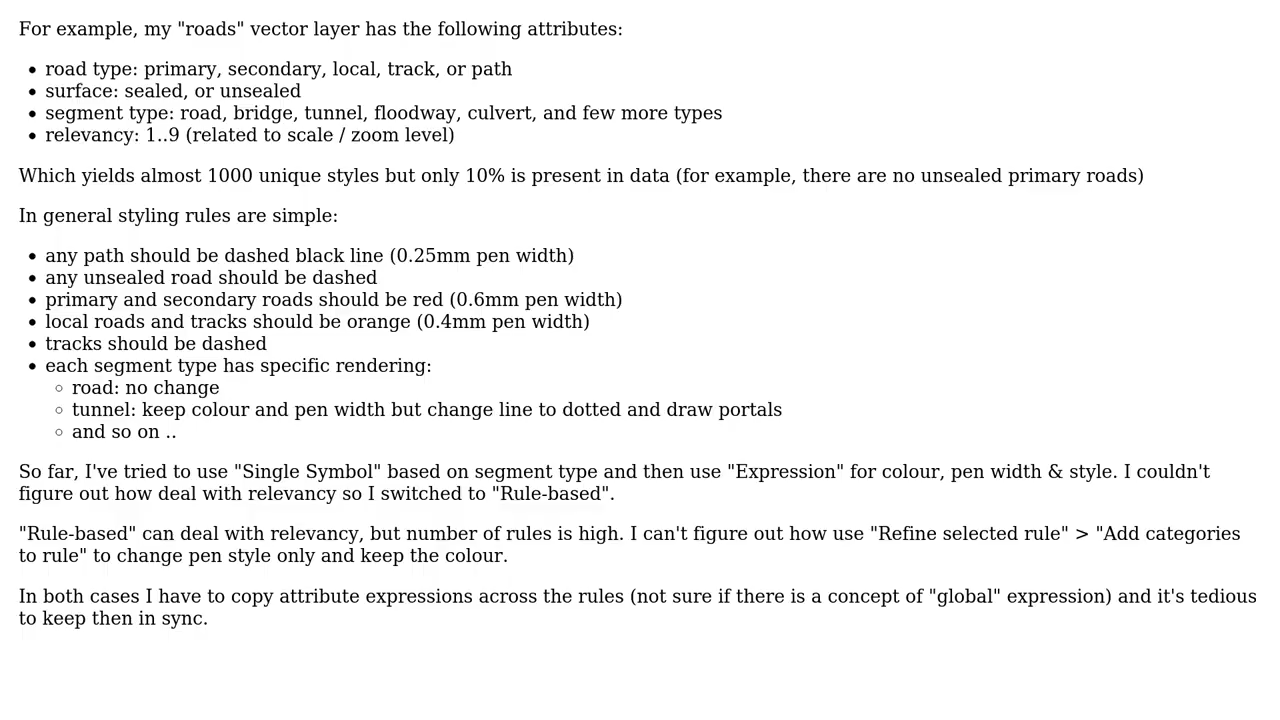 For example, my "roads" vector layer has the following attributes:
road type: primary, secondary, local, track, or path
surface: sealed, or unsealed
segment type: road, bridge, tunnel, floodway, culvert, and few more types
relevancy: 1..9 (related to scale / zoom level)
Which yields almost 1000 unique styles but only 10% is present in data (for example, there are no unsealed primary roads)
In general styling rules are simple:
any path should be dashed black line (0.25mm pen width)
any unsealed road should be dashed
primary and secondary roads should be red (0.6mm pen width)
local roads and tracks should be orange (0.4mm pen width)
tracks should be dashed
each segment type has specific rendering:
road: no change
tunnel: keep colour and pen width but change line to dotted and draw portals
and so on ..
So far, I've tried to use "Single Symbol" based on segment type and then use "Expression" for colour, pen width & style. I couldn't
figure out how deal with relevancy so I switched to "Rule-based".
"Rule-based" can deal with relevancy, but number of rules is high. I can't figure out how use "Refine selected rule" > "Add categories
to rule" to change pen style only and keep the colour.
In both cases I have to copy attribute expressions across the rules (not sure if there is a concept of "global" expression) and it's tedious
to keep then in sync.